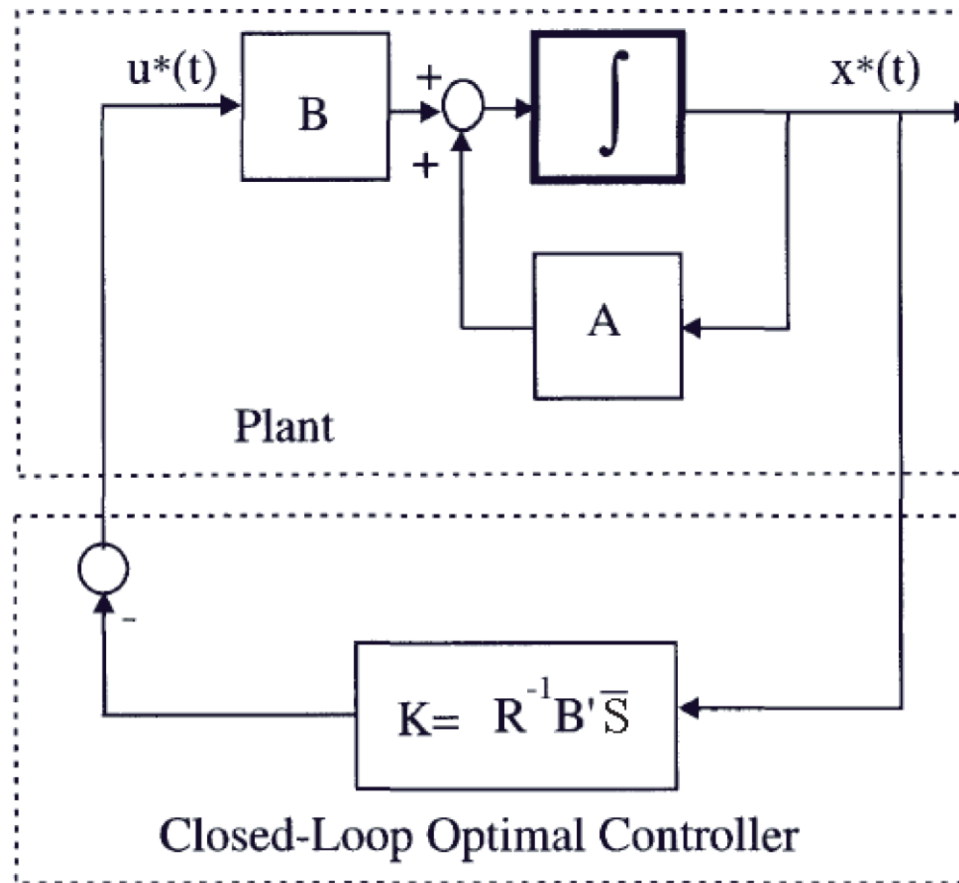 u*(t)
B
+
+
∫
x*(t)
A
Plant
-
K= R⁻¹B'S̅
Closed-Loop Optimal Controller